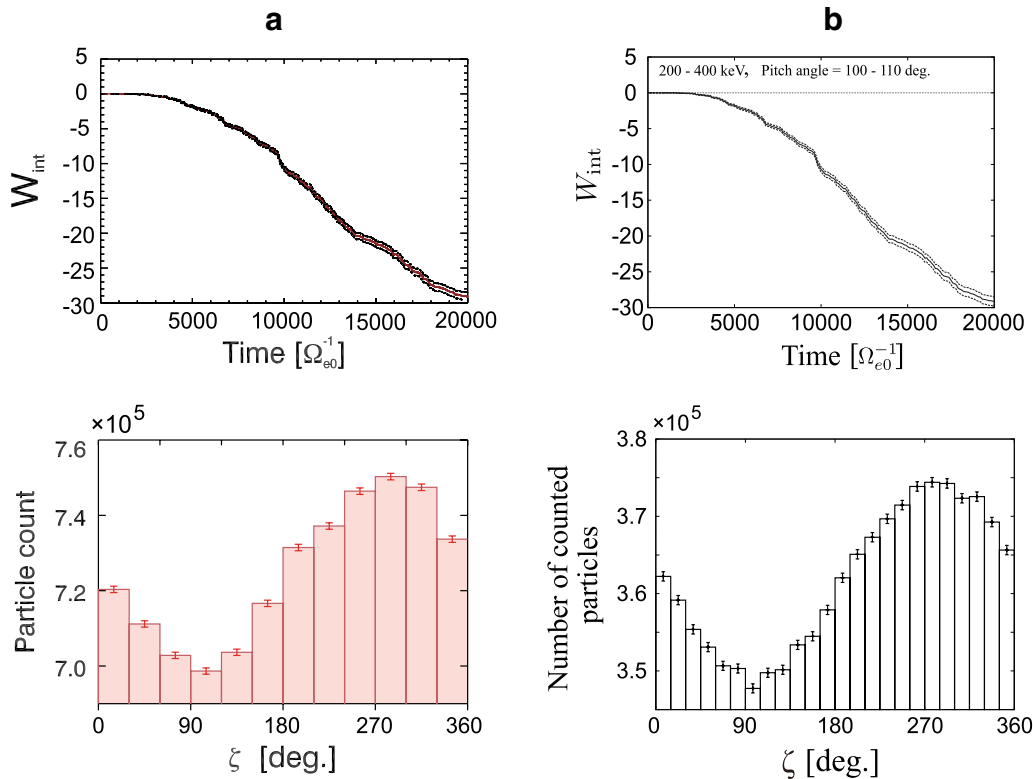 a
b
5
0
-5
-10
-15
-20
-25
-30
W_int
0 5000 10000 15000 20000
Time [Ω_e0^-1]
200 - 400 keV, Pitch angle = 100 - 110 deg.
5
0
-5
-10
-15
-20
-25
-30
W_int
0 5000 10000 15000 20000
Time [Ω_e0^−1]
×10^5
7.6
7.4
7.2
7.0
Particle count
0 90 180 270 360
ζ [deg.]
×10^5
3.8
3.7
3.6
3.5
Number of counted
particles
0 90 180 270 360
ζ [deg.]